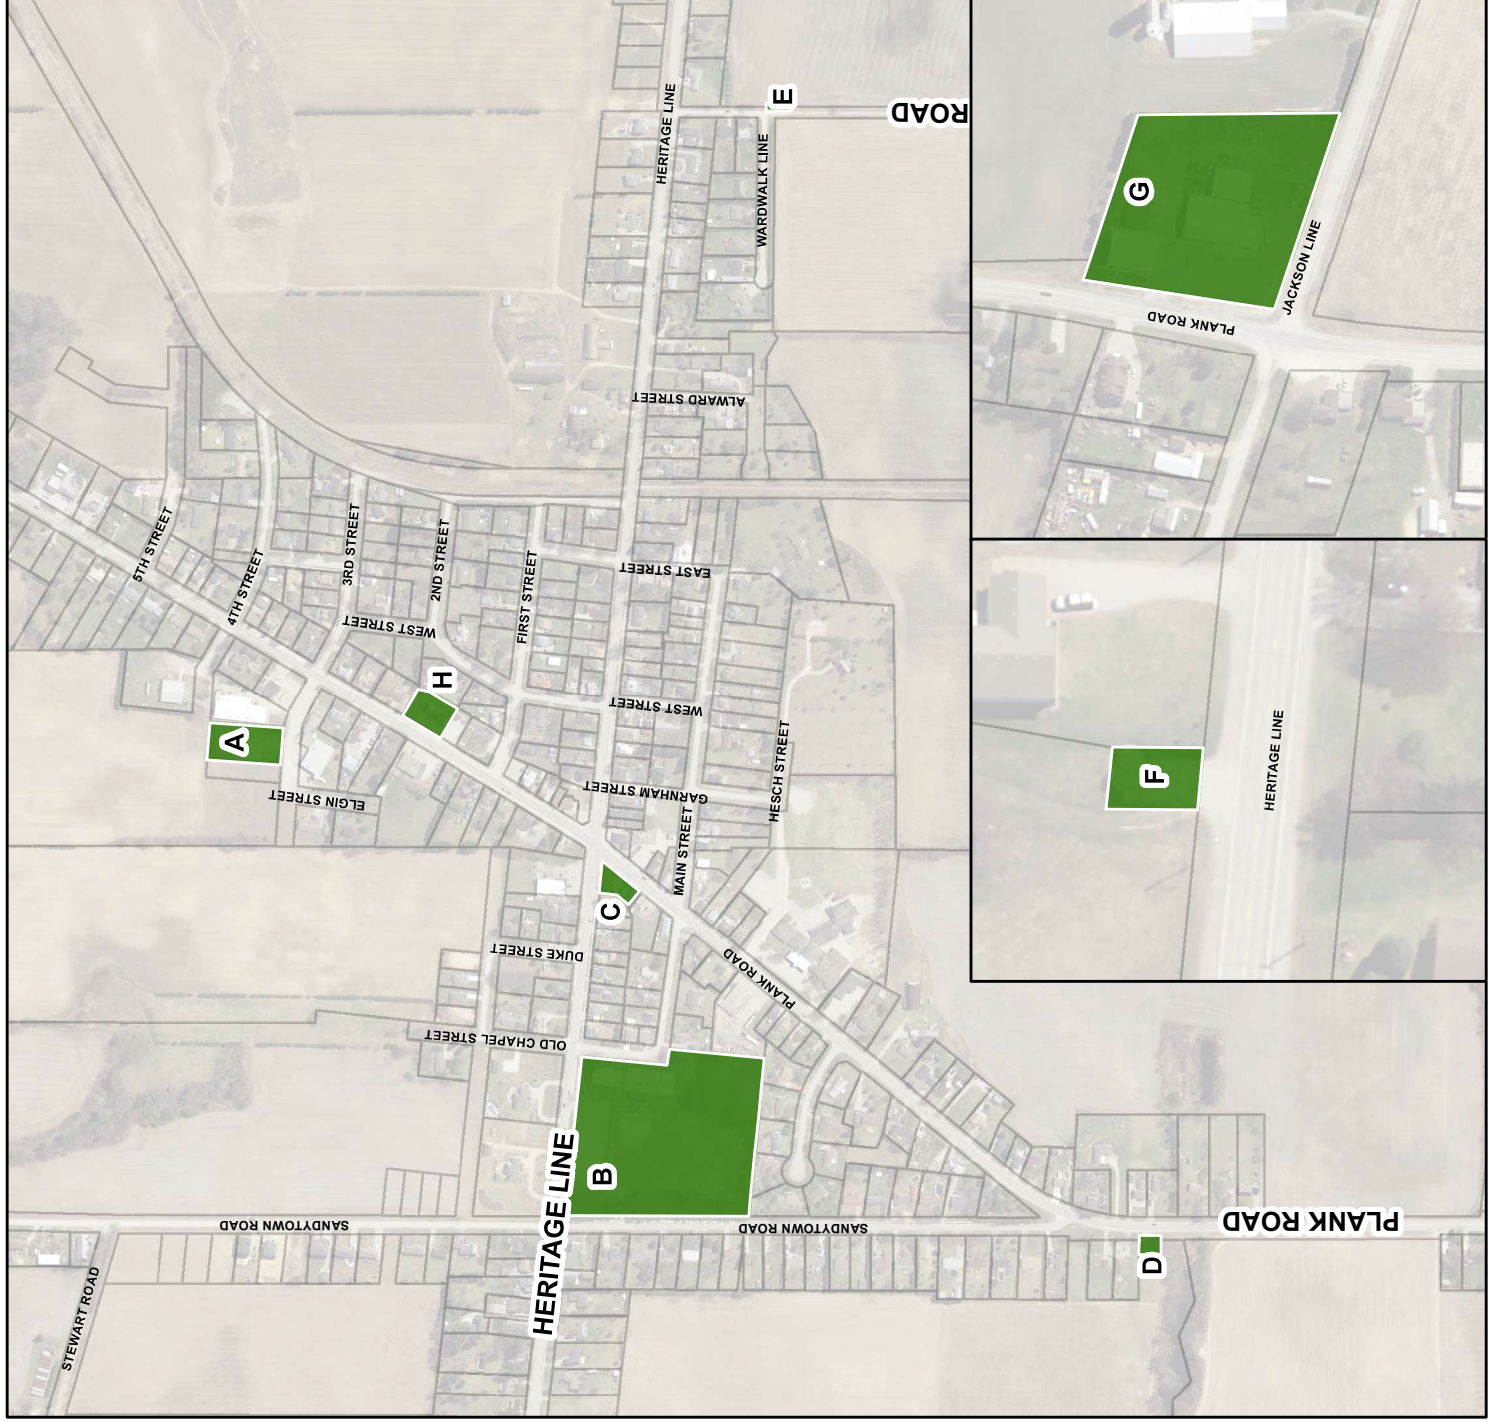 HERITAGE LINE
E
ROAD
WARDWALK LINE
G
JACKSON LINE
PLANK ROAD
ALWARD STREET
5TH STREET
4TH STREET
3RD STREET
2ND STREET
FIRST STREET
EAST STREET
WEST STREET
H
WEST STREET
A
ELGIN STREET
GARNHAM STREET
HESCH STREET
MAIN STREET
F
HERITAGE LINE
C
DUKE STREET
PLANK ROAD
OLD CHAPEL STREET
B
HERITAGE LINE
SANDYTOWN ROAD
SANDYTOWN ROAD
PLANK ROAD
D
STEWART ROAD